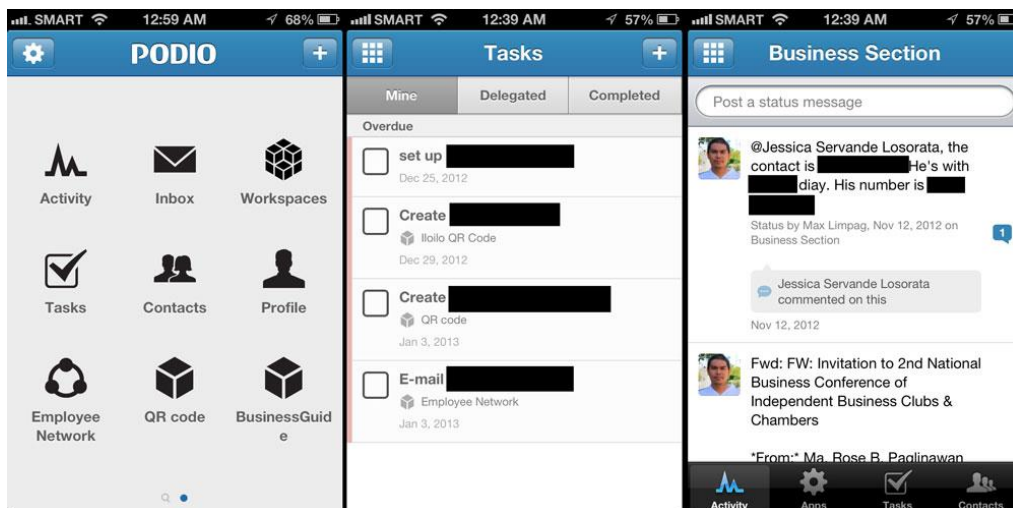 SMART 12:59 AM 68%
PODIO
Activity
Inbox
Workspaces
Tasks
Contacts
Profile
Employee
Network
QR code
BusinessGuid
e
SMART 12:39 AM 57%
Tasks
Mine
Delegated
Completed
Overdue
set up
Dec 25, 2012
Create
Iloilo QR Code
Dec 29, 2012
Create
QR code
Jan 3, 2013
E-mail
Employee Network
Jan 3, 2013
SMART 12:39 AM 57%
Business Section
Post a status message
@Jessica Servande Losorata, the
contact is He's with
diay. His number is
Status by Max Limpag, Nov 12, 2012 on
Business Section
1
Jessica Servande Losorata
commented on this
Nov 12, 2012
Fwd: FW: Invitation to 2nd National
Business Conference of
Independent Business Clubs &
Chambers
*From:* Ma. Rose B. Paglinawan
Activity
Apps
Tasks
Contacts